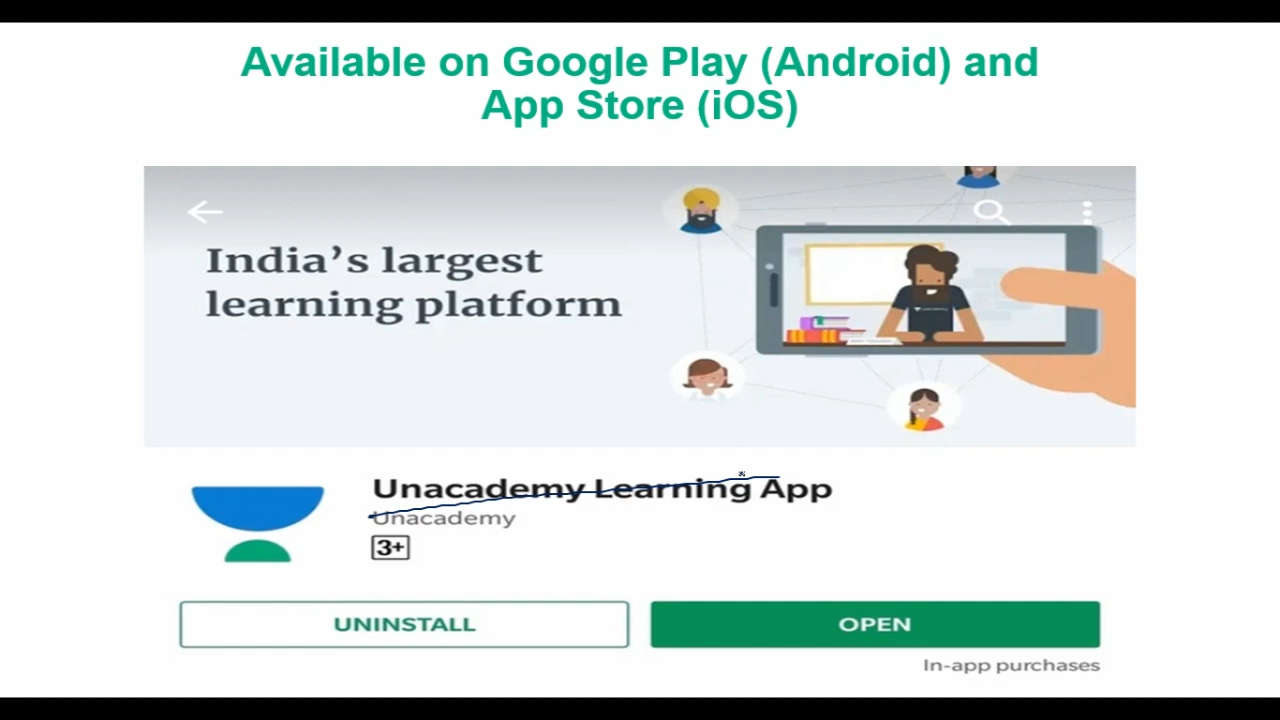 Available on Google Play (Android) and
App Store (iOS)
India's largest
learning platform
Unacademy Learning App
Unacademy
3+
UNINSTALL
OPEN
In-app purchases